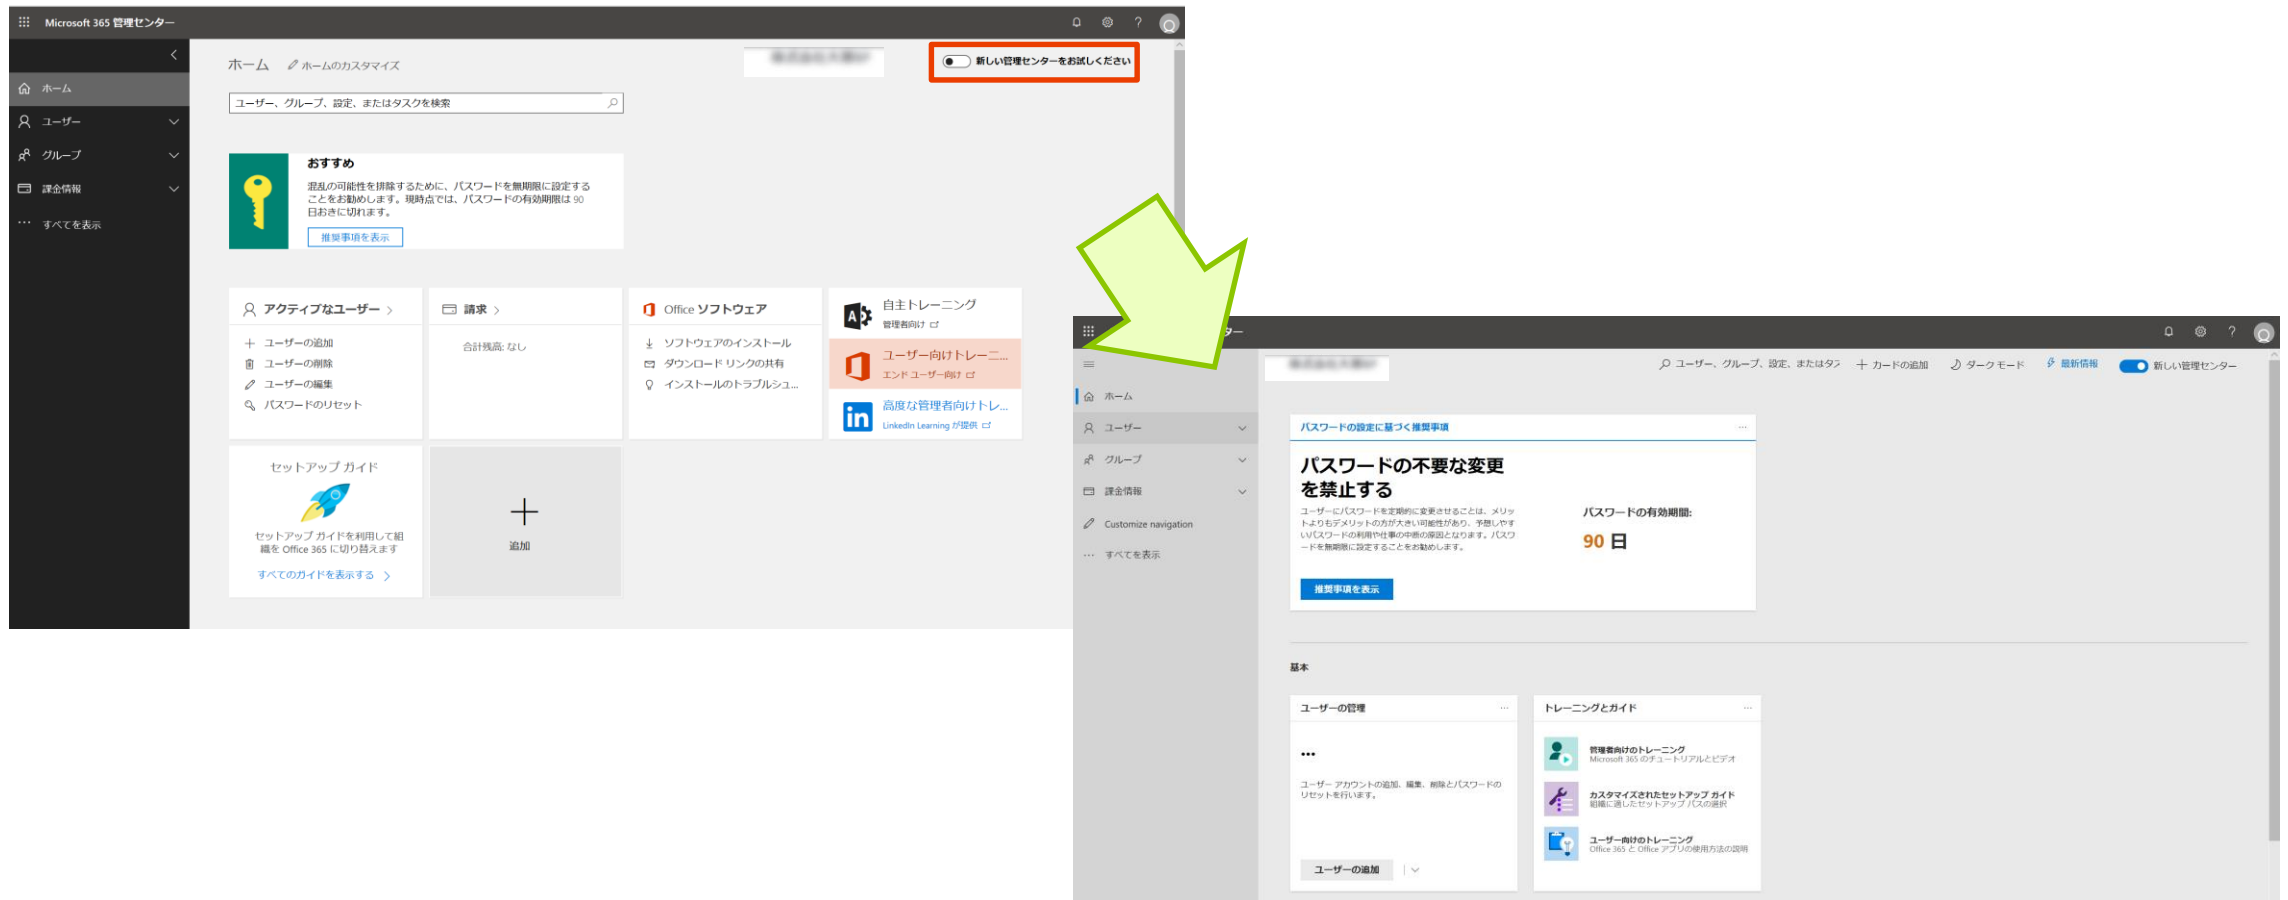 Microsoft 365 管理センター
?
ホーム
ユーザー
グループ
課金情報
すべてを表示
ホーム
ホームのカスタマイズ
新しい管理センターをお試しください
ユーザー、グループ、設定、またはタスクを検索
おすすめ
混乱の可能性を排除するために、パスワードを無期限に設定する
ことをお勧めします。現時点では、パスワードの有効期限は 90
日おきに切れます。
推奨事項を表示
アクティブなユーザー
ユーザーの追加
ユーザーの削除
ユーザーの編集
パスワードのリセット
請求
合計残高: なし
Office ソフトウェア
ソフトウェアのインストール
ダウンロード リンクの共有
インストールのトラブルシュ...
自主トレーニング
管理者向け
ユーザー向けトレーニ...
エンド ユーザー向け
高度な管理者向けトレ...
LinkedIn Learning が提供
セットアップ ガイド
セットアップ ガイドを利用して組
織を Office 365 に切り替えます
すべてのガイドを表示する
追加
ター
?
ユーザー、グループ、設定、またはタス
カードの追加
ダーク モード
最新情報
新しい管理センター
ホーム
ユーザー
グループ
課金情報
Customize navigation
すべてを表示
パスワードの設定に基づく推奨事項
...
パスワードの不要な変更
を禁止する
ユーザーにパスワードを定期的に変更させることは、メリッ
トよりもデメリットの方が大きい可能性があり、予想しやす
いパスワードの利用や仕事の中断の原因となります。パスワ
ードを無期限に設定することをお勧めします。
パスワードの有効期間:
90 日
推奨事項を表示
基本
ユーザーの管理
...
ユーザー アカウントの追加、編集、削除とパスワードの
リセットを行います。
ユーザーの追加
トレーニングとガイド
...
管理者向けのトレーニング
Microsoft 365 のチュートリアルとビデオ
カスタマイズされたセットアップ ガイド
組織に適したセットアップ パスの選択
ユーザー向けのトレーニング
Office 365 と Office アプリの使用方法の説明